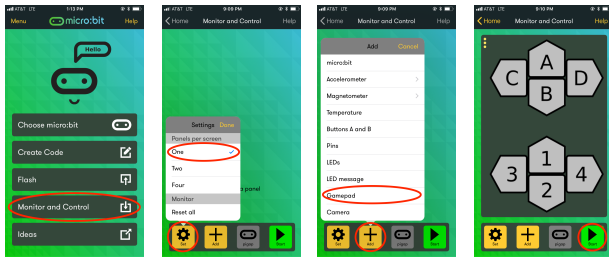 AT&T LTE 1:13 PM
Menu micro:bit Help
Hello
Choose micro:bit
Create Code
Flash
Monitor and Control
Ideas
AT&T LTE 9:09 PM
Home Monitor and Control Help
Settings Done
Panels per screen
One
Two
Four
Monitor
Reset all
panel
Set Add Start
AT&T LTE 9:09 PM
Home Monitor and Control Help
Add Cancel
micro:bit
Accelerometer
Magnetometer
Temperature
Buttons A and B
Pins
LEDs
LED message
Gamepad
Camera
Set Add Start
AT&T LTE 9:10 PM
Home Monitor and Control Help
A
C D
B
1
3 4
2
Set Add Start